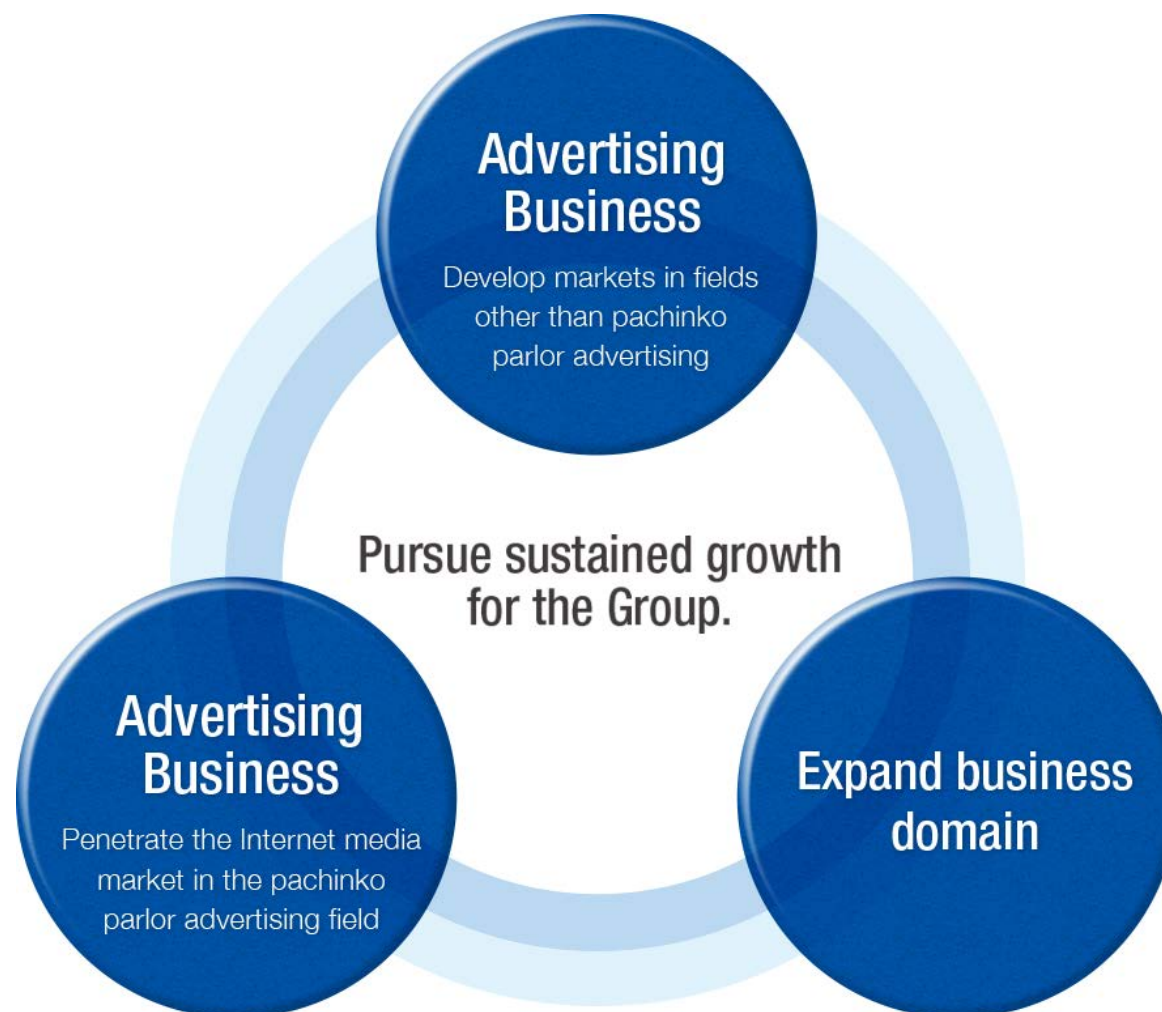 Advertising
Business
Develop markets in fields
other than pachinko
parlor advertising
Pursue sustained growth
for the Group.
Advertising
Business
Penetrate the Internet media
market in the pachinko
parlor advertising field
Expand business
domain